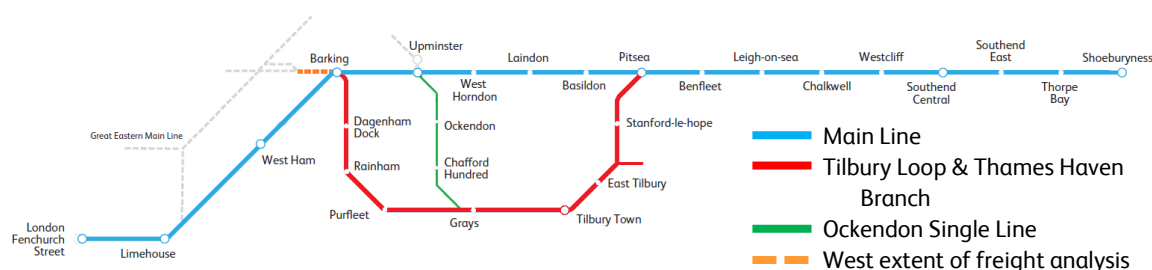 Barking
Upminster
Laindon
Pitsea
Leigh-on-sea
Westcliff
Southend
East
Shoeburyness
West
Horndon
Basildon
Benfleet
Chalkwell
Southend
Central
Thorpe
Bay
Great Eastern Main Line
West Ham
Dagenham
Dock
Rainham
Purfleet
Ockendon
Chafford
Hundred
Grays
Stanford-le-hope
East Tilbury
Tilbury Town
London
Fenchurch
Street
Limehouse
Main Line
Tilbury Loop & Thames Haven
Branch
Ockendon Single Line
West extent of freight analysis